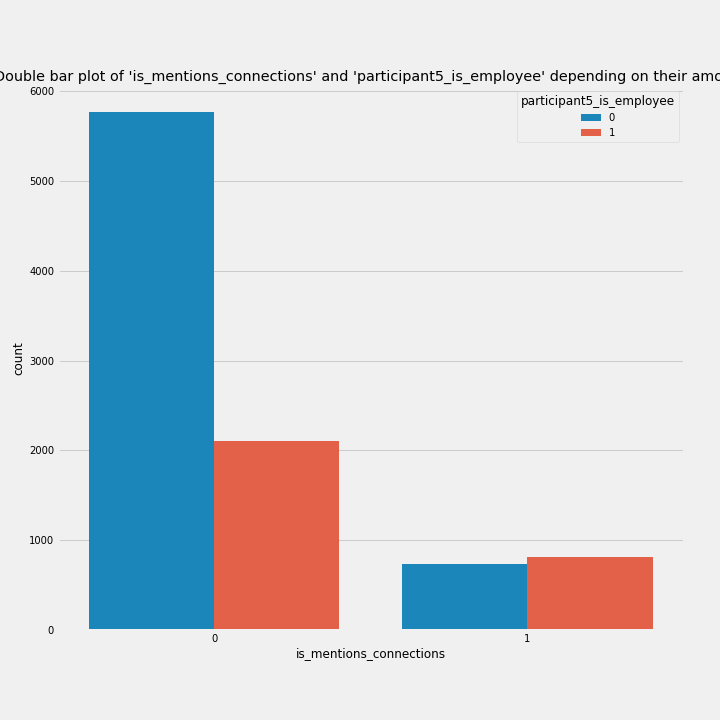 Double bar plot of 'is_mentions_connections' and 'participant5_is_employee' depending on their
participant5_is_employee
0
1
6000
5000
4000
3000
2000
1000
0
count
0
1
is_mentions_connections